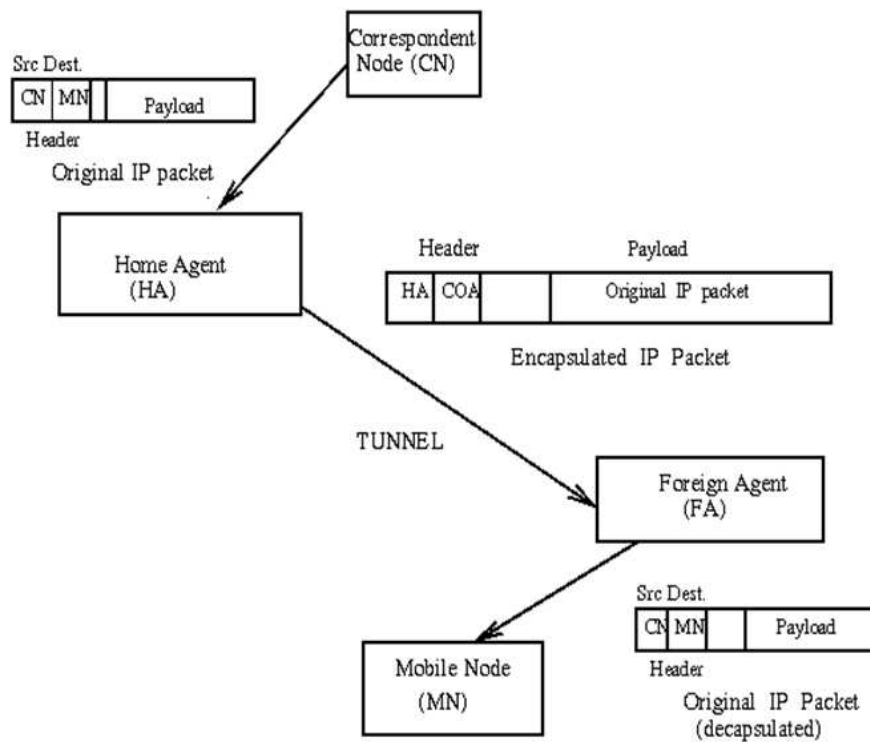 Correspondent
Node (CN)
Src Dest.
CN MN Payload
Header
Original IP packet
Home Agent
(HA)
Header Payload
HA COA Original IP packet
Encapsulated IP Packet
TUNNEL
Foreign Agent
(FA)
Src Dest.
CN MN Payload
Header
Mobile Node
(MN)
Original IP Packet
(decapsulated)